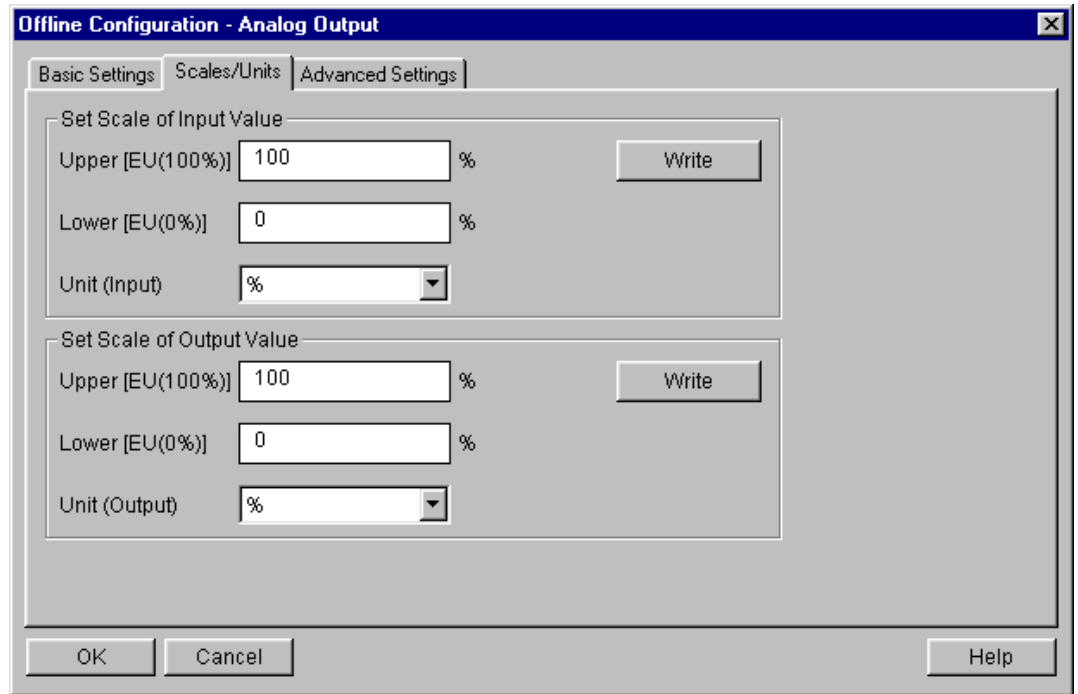 Offline Configuration - Analog Output
Basic Settings Scales/Units Advanced Settings
Set Scale of Input Value
Upper [EU(100%)] 100 % Write
Lower [EU(0%)] 0 %
Unit (Input) %
Set Scale of Output Value
Upper [EU(100%)] 100 % Write
Lower [EU(0%)] 0 %
Unit (Output) %
OK Cancel Help